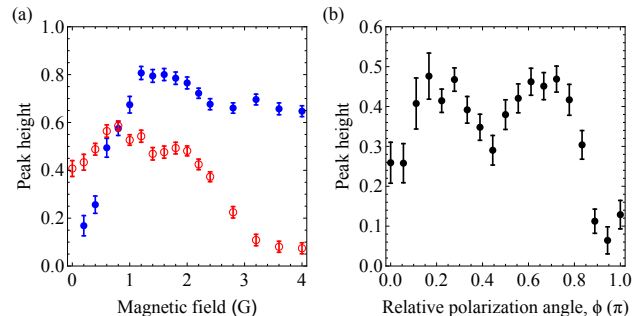 (a)
Peak height
1.0
0.8
0.6
0.4
0.2
0.0
0 1 2 3 4
Magnetic field (G)
(b)
Peak height
0.6
0.5
0.4
0.3
0.2
0.1
0.0
0.0 0.2 0.4 0.6 0.8 1.0
Relative polarization angle, ϕ (π)